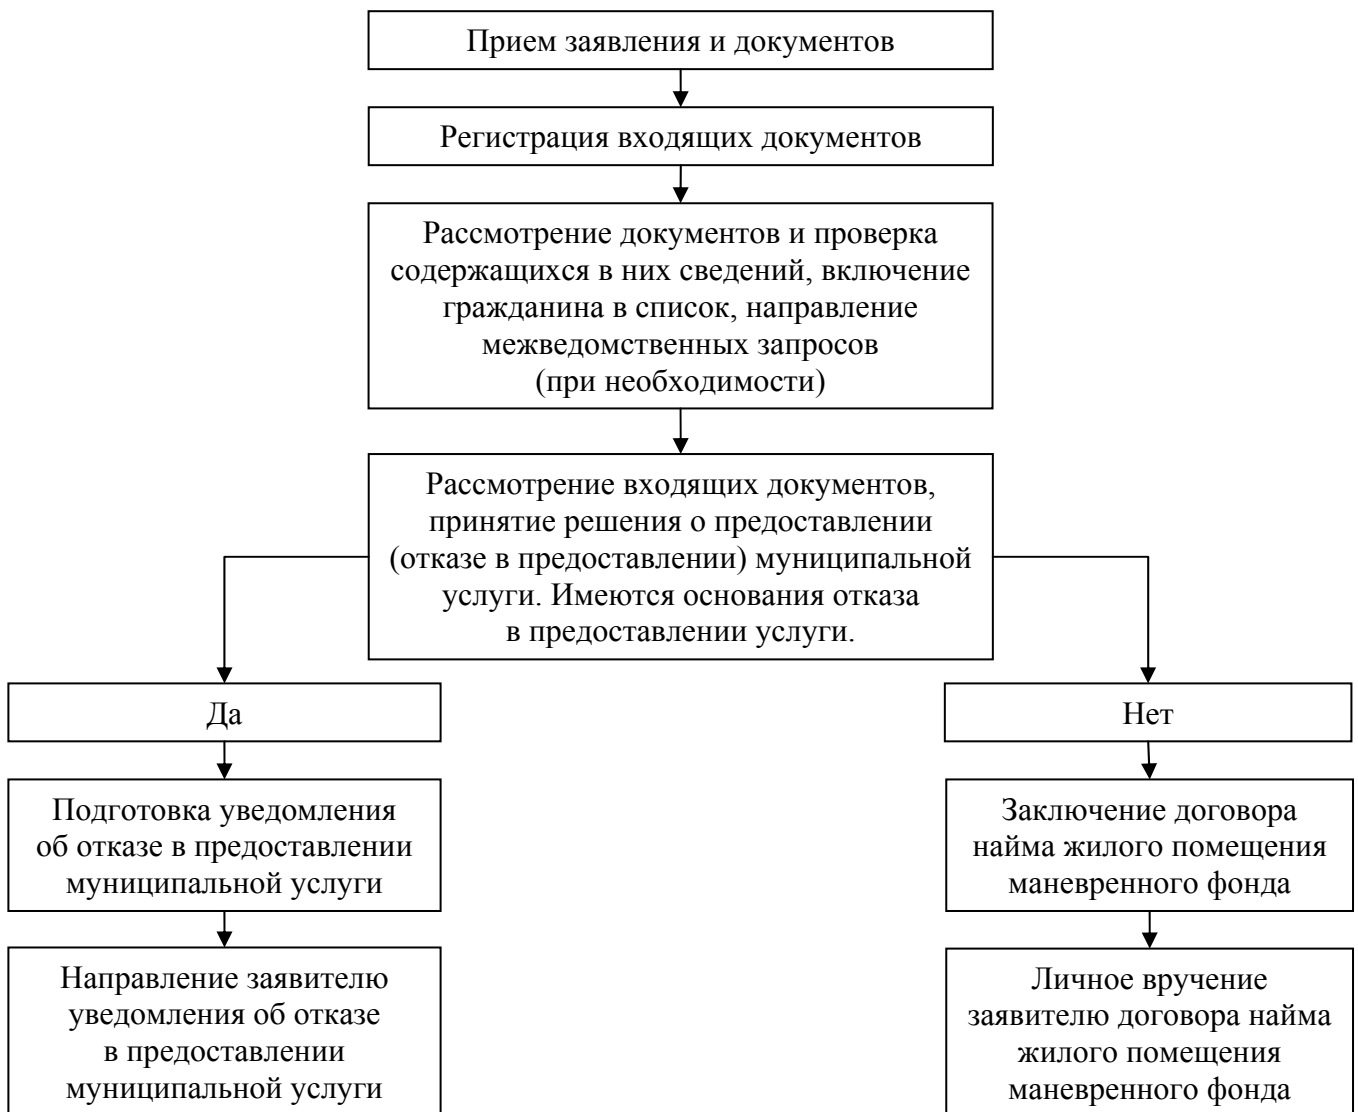 Прием заявления и документов
Регистрация входящих документов
Рассмотрение документов и проверка
содержащихся в них сведений, включение
гражданина в список, направление
межведомственных запросов
(при необходимости)
Рассмотрение входящих документов,
принятие решения о предоставлении
(отказе в предоставлении) муниципальной
услуги. Имеются основания отказа
в предоставлении услуги.
Да
Подготовка уведомления
об отказе в предоставлении
муниципальной услуги
Направление заявителю
уведомления об отказе
в предоставлении
муниципальной услуги
Нет
Заключение договора
найма жилого помещения
маневренного фонда
Личное вручение
заявителю договора найма
жилого помещения
маневренного фонда